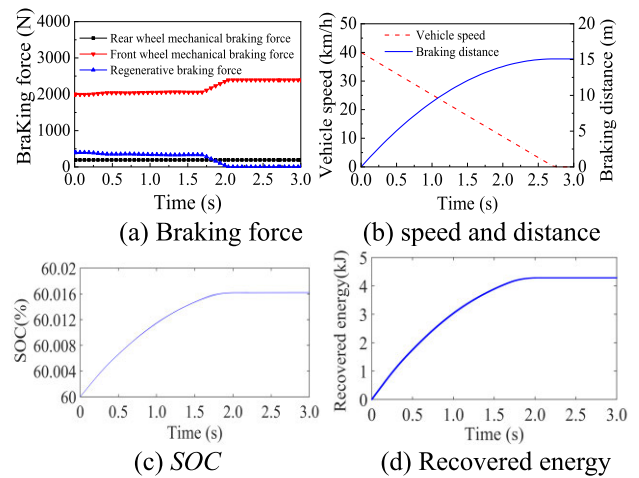 4000
3000
2000
1000
0
0.0 0.5 1.0 1.5 2.0 2.5 3.0
BraKing force (N)
Time (s)
Rear wheel mechanical braking force
Front wheel mechanical braking force
Regenerative braking force
(a) Braking force
50
40
30
20
10
0
0.0 0.5 1.0 1.5 2.0 2.5 3.0
20
15
10
5
0
Vehicle speed (km/h)
Braking distance (m)
Time (s)
Vehicle speed
Braking distance
(b) speed and distance
60.02
60.016
60.008
60.004
60
0 0.5 1.0 1.5 2.0 2.5 3.0
SOC(%)
Time (s)
(c) SOC
5
4
3
2
1
0
0 0.5 1.0 1.5 2.0 2.5 3.0
Recovered energy(kJ)
Time (s)
(d) Recovered energy